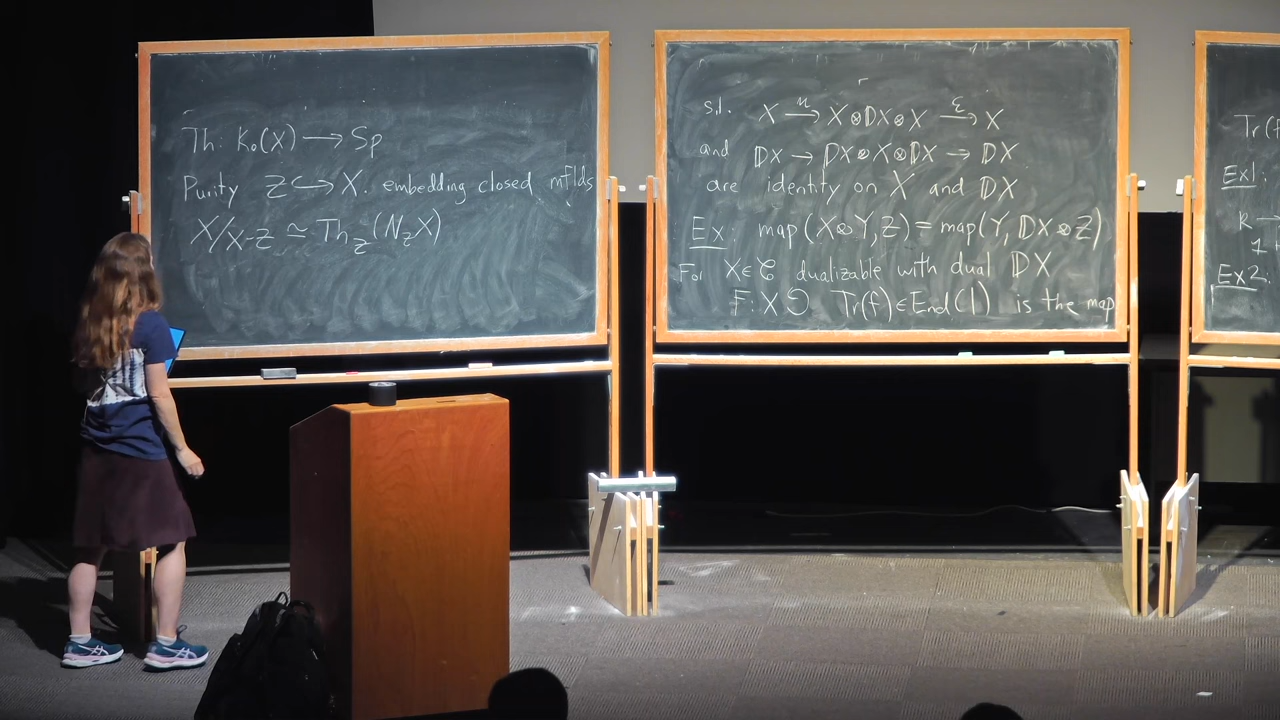 Th: K₀(X) ⟶ Sp
Purity Z ↪ X. embedding closed mflds
X/X-Z ≃ Th_Z(N_Z X)
s.t. X →^η X⊗DX⊗X →^ε X
and 𝔻X → 𝔻X⊗X⊗𝔻X → 𝔻X
are identity on X and 𝔻X
Ex: map(X⊗Y,Z) = map(Y, 𝔻X⊗Z)
For X∈𝒞 dualizable with dual 𝔻X
F: X↺ Tr(f)∈End(1) is the map
Ex1:
Ex2: